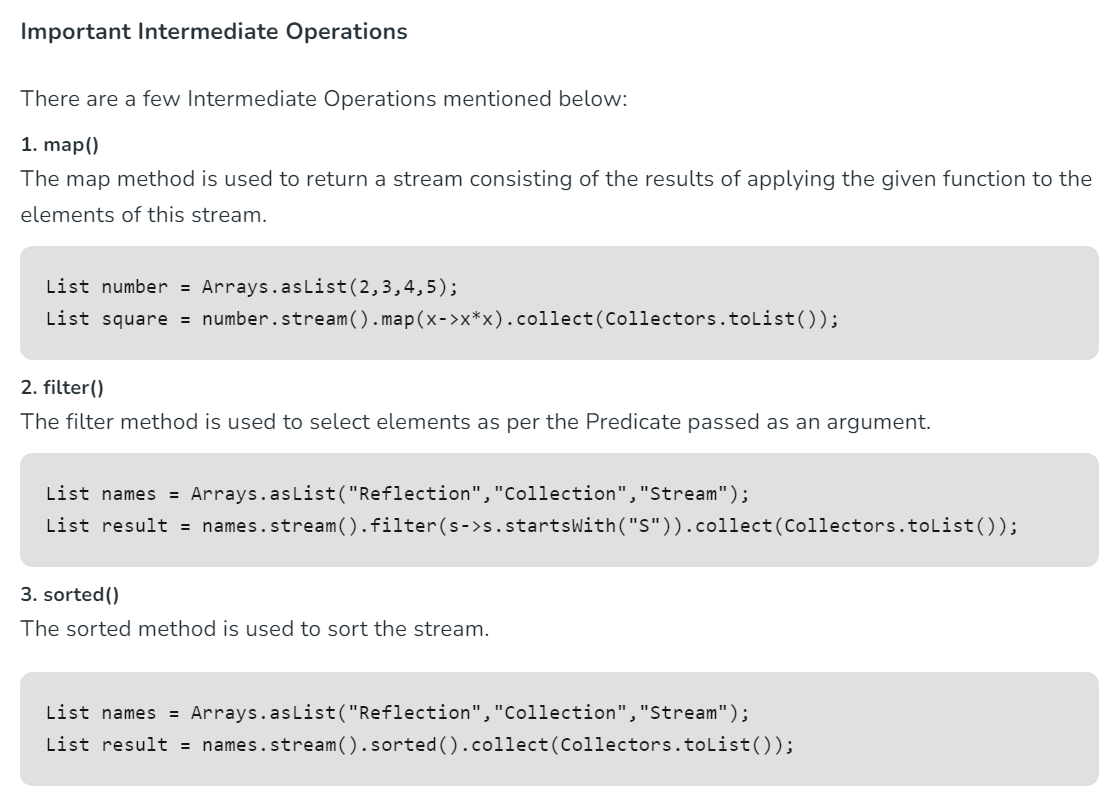 Important Intermediate Operations
There are a few Intermediate Operations mentioned below:
1. map()
The map method is used to return a stream consisting of the results of applying the given function to the
elements of this stream.
List number = Arrays.asList(2,3,4,5);
List square = number.stream().map(x->x*x).collect(Collectors.toList());
2. filter()
The filter method is used to select elements as per the Predicate passed as an argument.
List names = Arrays.asList("Reflection","Collection","Stream");
List result = names.stream().filter(s->s.startsWith("S")).collect(Collectors.toList());
3. sorted()
The sorted method is used to sort the stream.
List names = Arrays.asList("Reflection","Collection","Stream");
List result = names.stream().sorted().collect(Collectors.toList());